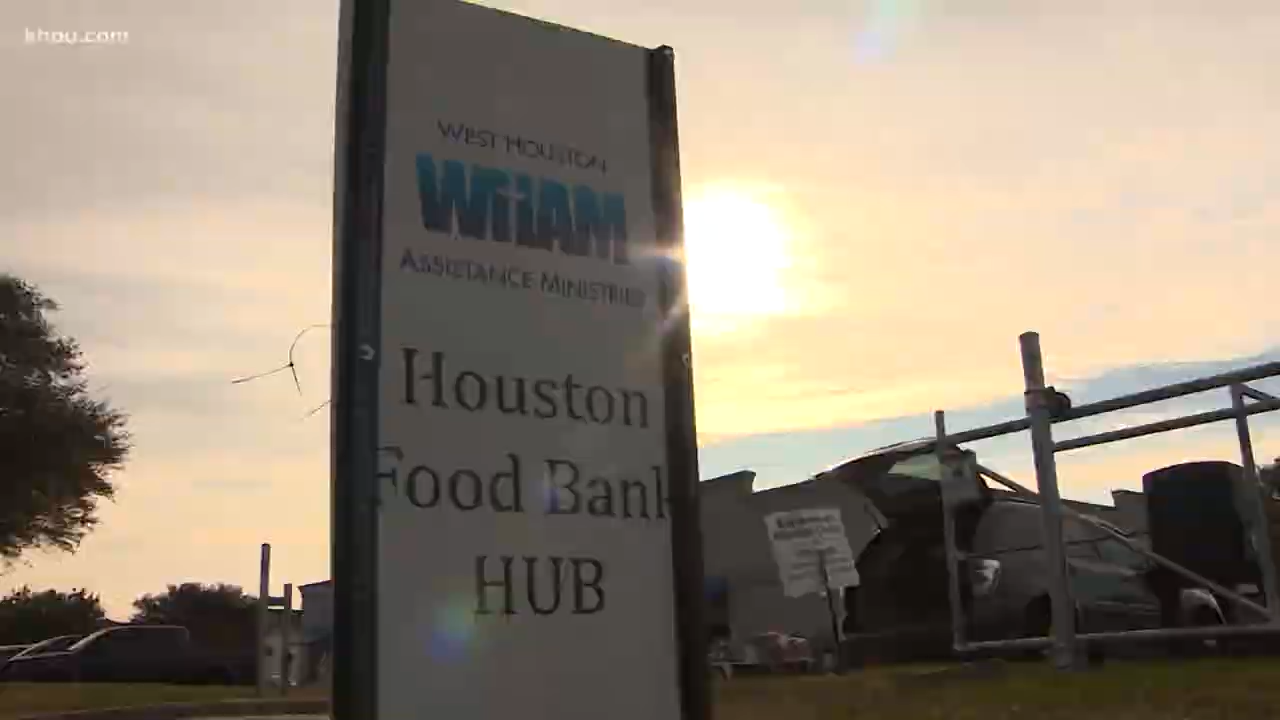 khou.com
WEST HOUSTON
WHAM
ASSISTANCE MINISTRIES
Houston
Food Bank
HUB